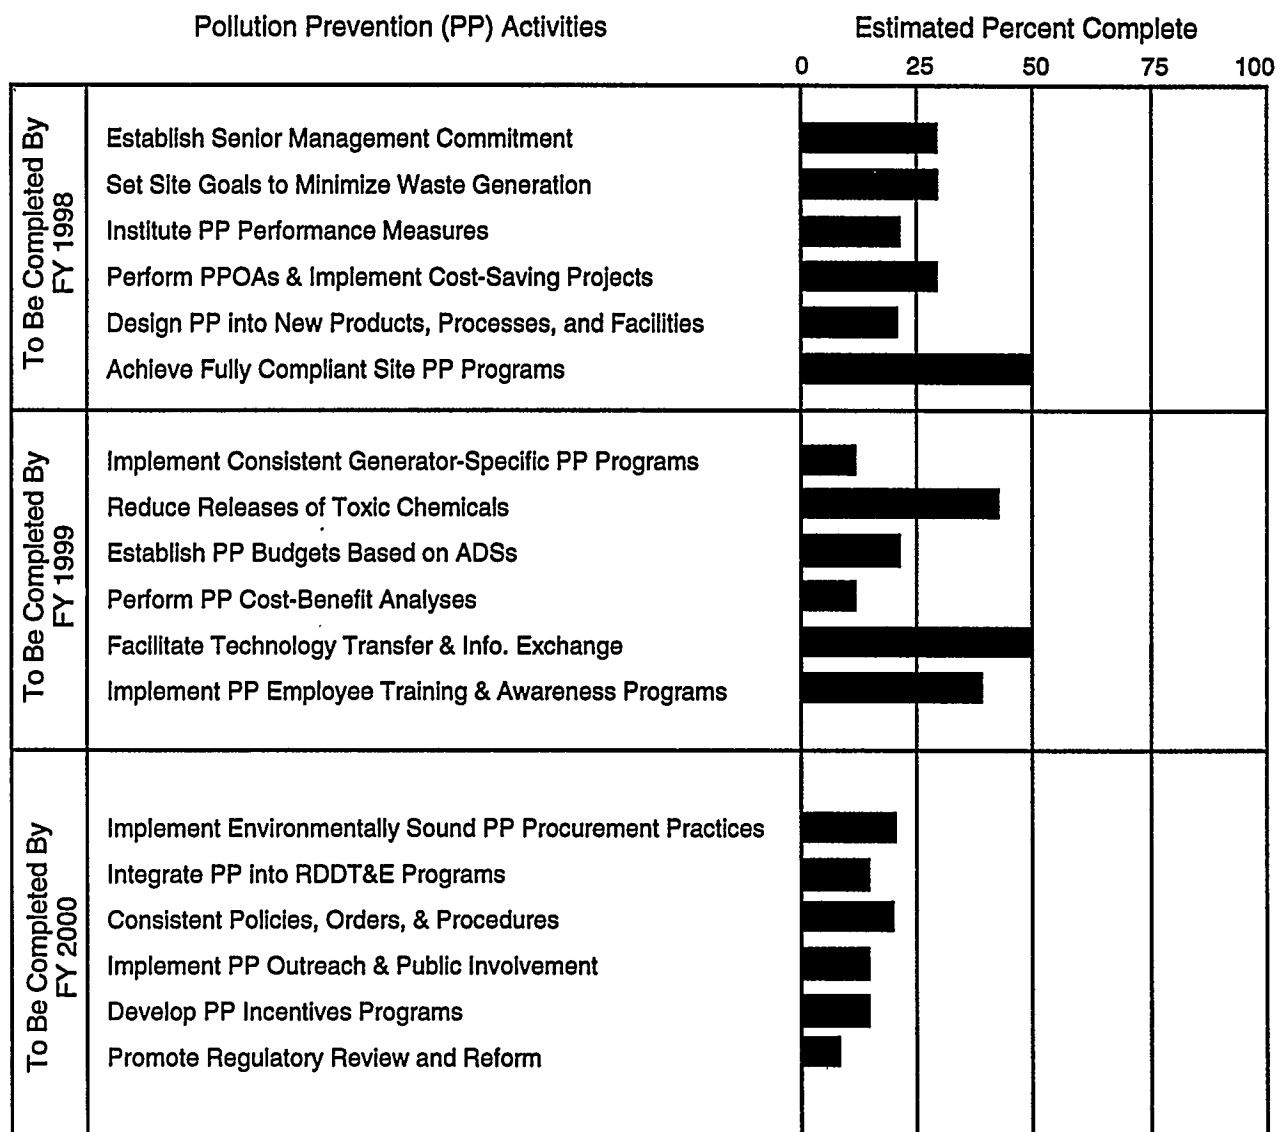 Pollution Prevention (PP) Activities
Estimated Percent Complete
0 25 50 75 100
To Be Completed By
FY 1998
Establish Senior Management Commitment
Set Site Goals to Minimize Waste Generation
Institute PP Performance Measures
Perform PPOAs & Implement Cost-Saving Projects
Design PP into New Products, Processes, and Facilities
Achieve Fully Compliant Site PP Programs
To Be Completed By
FY 1999
Implement Consistent Generator-Specific PP Programs
Reduce Releases of Toxic Chemicals
Establish PP Budgets Based on ADSs
Perform PP Cost-Benefit Analyses
Facilitate Technology Transfer & Info. Exchange
Implement PP Employee Training & Awareness Programs
To Be Completed By
FY 2000
Implement Environmentally Sound PP Procurement Practices
Integrate PP into RDDT&E Programs
Consistent Policies, Orders, & Procedures
Implement PP Outreach & Public Involvement
Develop PP Incentives Programs
Promote Regulatory Review and Reform